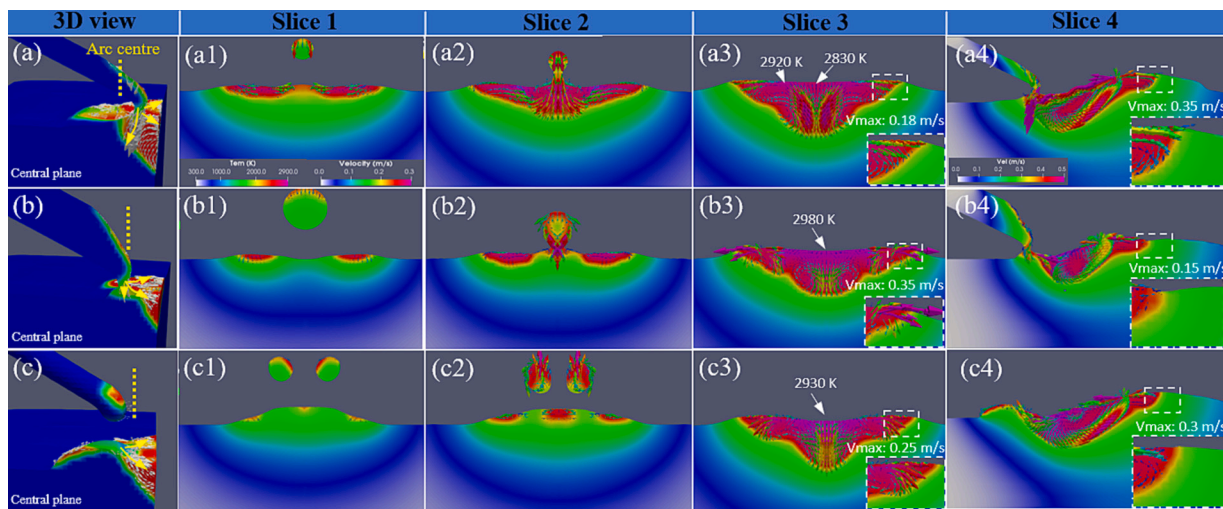 3D view
Slice 1
Slice 2
Slice 3
Slice 4
(a)
Arc centre
Central plane
(a1)
Tem (K)
300.0 1000.0 2000.0 2900.0
Velocity (m/s)
0.0 0.1 0.2 0.3
(a2)
(a3)
2920 K
2830 K
Vmax: 0.18 m/s
(a4)
Vmax: 0.35 m/s
Vel (m/s)
0.0 0.1 0.2 0.3 0.4 0.5
(b)
Central plane
(b1)
(b2)
(b3)
2980 K
Vmax: 0.35 m/s
(b4)
Vmax: 0.15 m/s
(c)
Central plane
(c1)
(c2)
(c3)
2930 K
Vmax: 0.25 m/s
(c4)
Vmax: 0.3 m/s